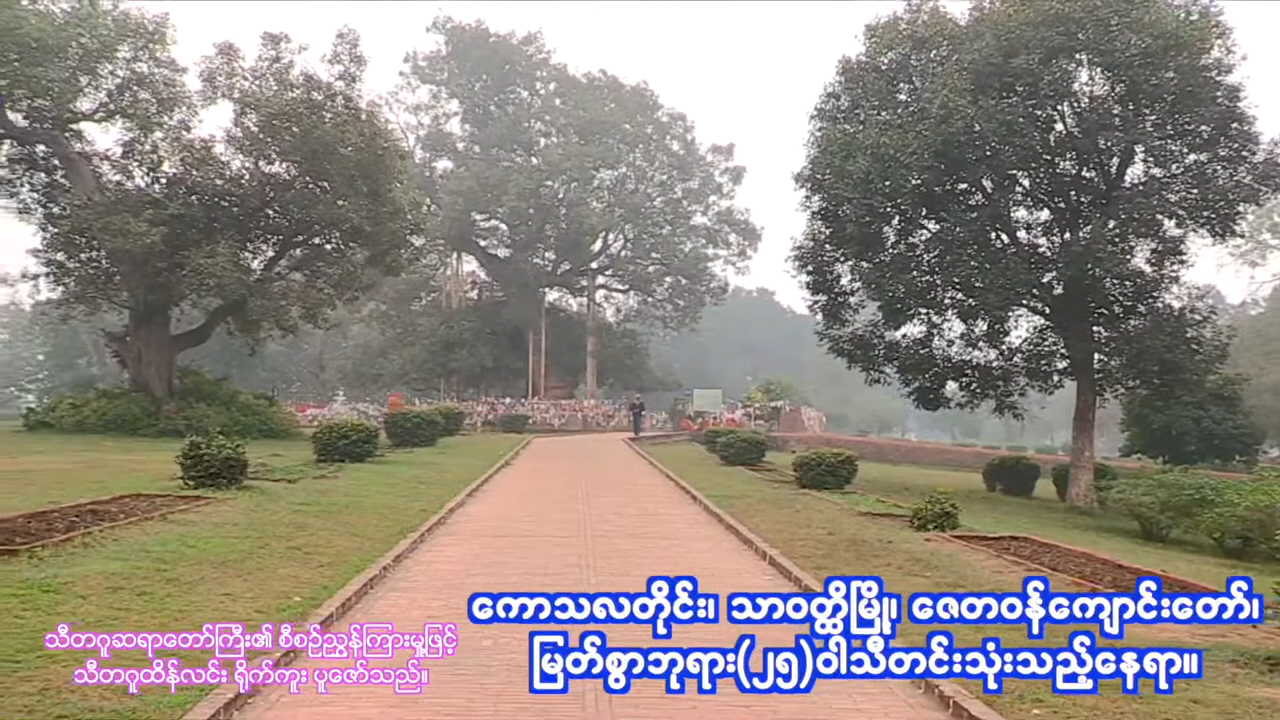 သီတဂူဆရာတော်ကြီး၏ စီစဉ်ညွှန်ကြားမှုဖြင့်
သီတဂူထိန်လင်း ရိုက်ကူး ပူဇော်သည်။
ကောသလတိုင်း၊ သာဝတ္ထိမြို့၊ ဇေတဝန်ကျောင်းတော်၊
မြတ်စွာဘုရား(၂၅)ဝါသီတင်းသုံးသည့်နေရာ။